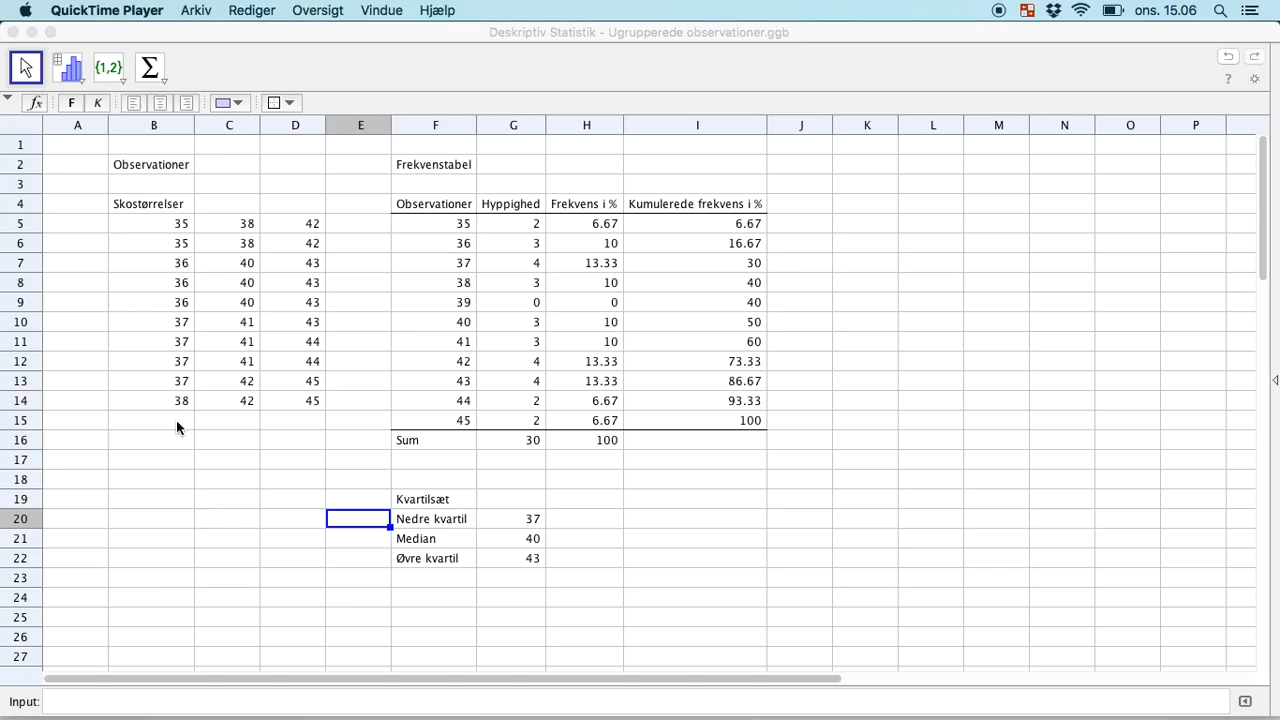 QuickTime Player Arkiv Rediger Oversigt Vindue Hjælp ons. 15.06
Deskriptiv Statistik - Ugrupperede observationer.ggb
{1,2} Σ
?
fx F K
A B C D E F G H I J K L M N O P
1
2 Observationer Frekvenstabel
3
4 Skostørrelser Observationer Hyppighed Frekvens i % Kumulerede frekvens i %
5 35 38 42 35 2 6.67 6.67
6 35 38 42 36 3 10 16.67
7 36 40 43 37 4 13.33 30
8 36 40 43 38 3 10 40
9 36 40 43 39 0 0 40
10 37 41 43 40 3 10 50
11 37 41 44 41 3 10 60
12 37 41 44 42 4 13.33 73.33
13 37 42 45 43 4 13.33 86.67
14 38 42 45 44 2 6.67 93.33
15 45 2 6.67 100
16 Sum 30 100
17
18
19 Kvartilsæt
20 Nedre kvartil 37
21 Median 40
22 Øvre kvartil 43
23
24
25
26
27
Input: